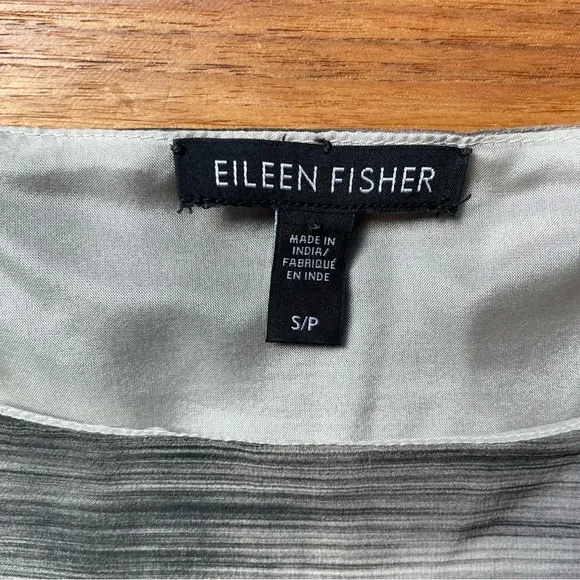 EILEEN FISHER
MADE IN
INDIA/
FABRIQUÉ
EN INDE
S/P